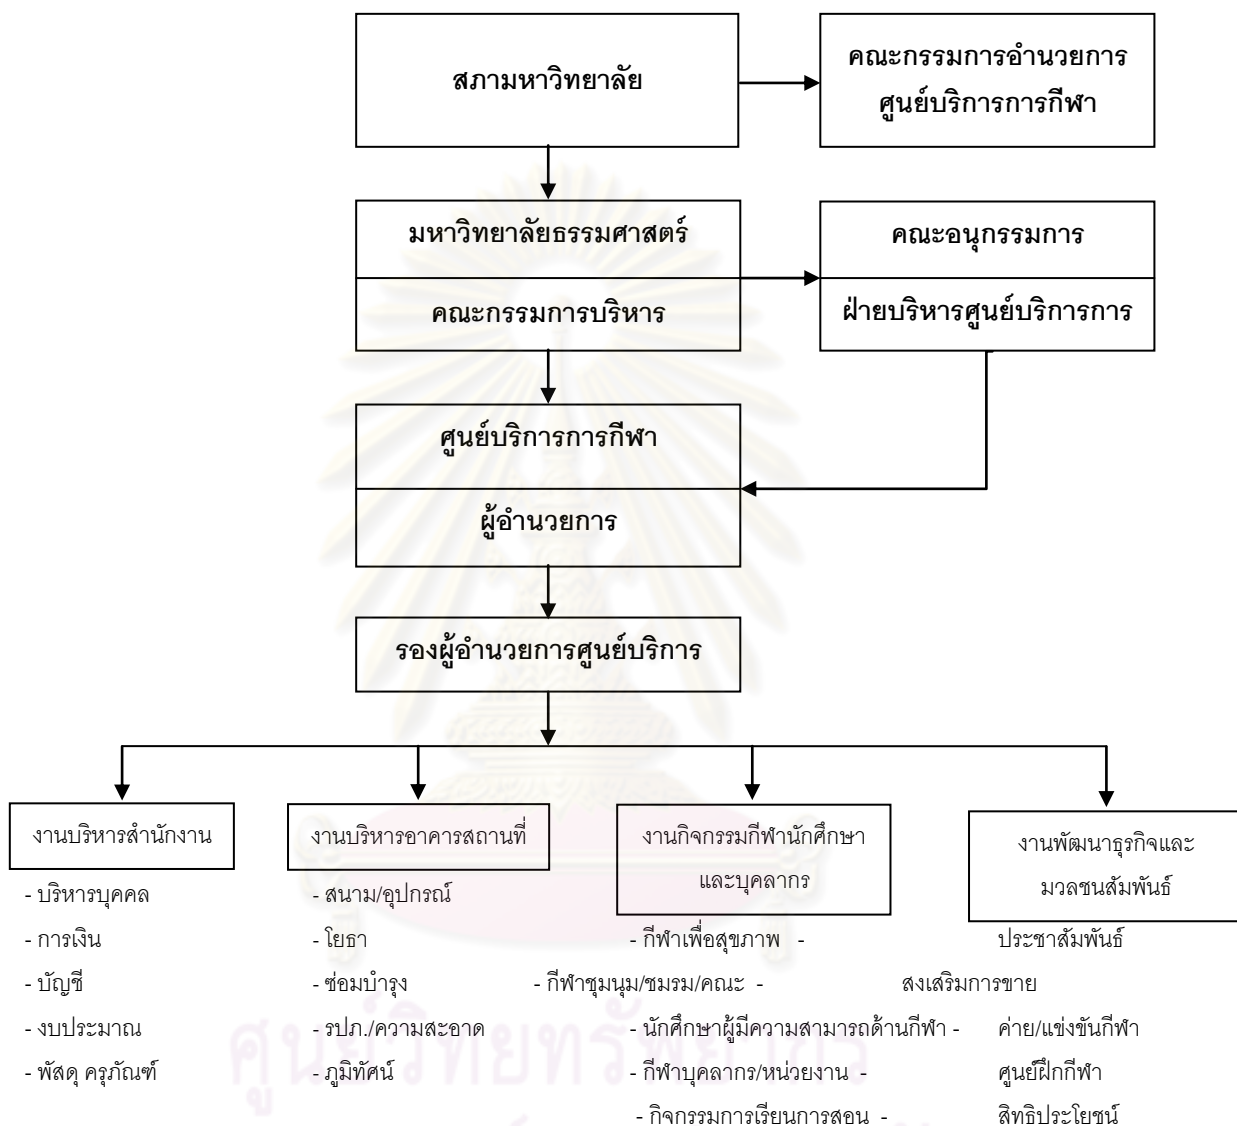 สภามหาวิทยาลัย
คณะกรรมการอำนวยการ
ศูนย์บริการการกีฬา
มหาวิทยาลัยธรรมศาสตร์
คณะกรรมการบริหาร
คณะอนุกรรมการ
ฝ่ายบริหารศูนย์บริการการ
ศูนย์บริการการกีฬา
ผู้อำนวยการ
รองผู้อำนวยการศูนย์บริการ
งานบริหารสำนักงาน
- บริหารบุคคล
- การเงิน
- บัญชี
- งบประมาณ
- พัสดุ ครุภัณฑ์
งานบริหารอาคารสถานที่
- สนาม/อุปกรณ์
- โยธา
- ซ่อมบำรุง
- รปภ./ความสะอาด
- ภูมิทัศน์
งานกิจกรรมกีฬานักศึกษา
และบุคลากร
- กีฬาเพื่อสุขภาพ -
- กีฬาชุมนุม/ชมรม/คณะ -
- นักศึกษาผู้มีความสามารถด้านกีฬา -
- กีฬาบุคลากร/หน่วยงาน -
- กิจกรรมการเรียนการสอน -
งานพัฒนาธุรกิจและ
มวลชนสัมพันธ์
ประชาสัมพันธ์
สงเสริมการขาย
ค่าย/แข่งขันกีฬา
ศูนย์ฝึกกีฬา
สิทธิประโยชน์
ศูนย์วิทยทรัพยากร